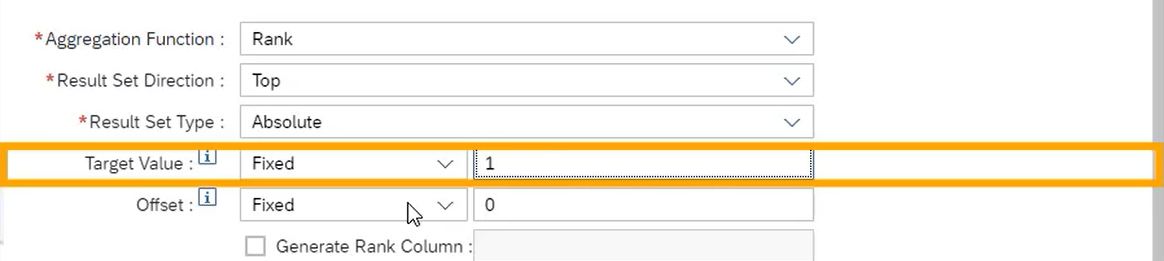 *Aggregation Function : Rank
*Result Set Direction : Top
*Result Set Type : Absolute
Target Value : i Fixed 1
Offset : i Fixed 0
Generate Rank Column :